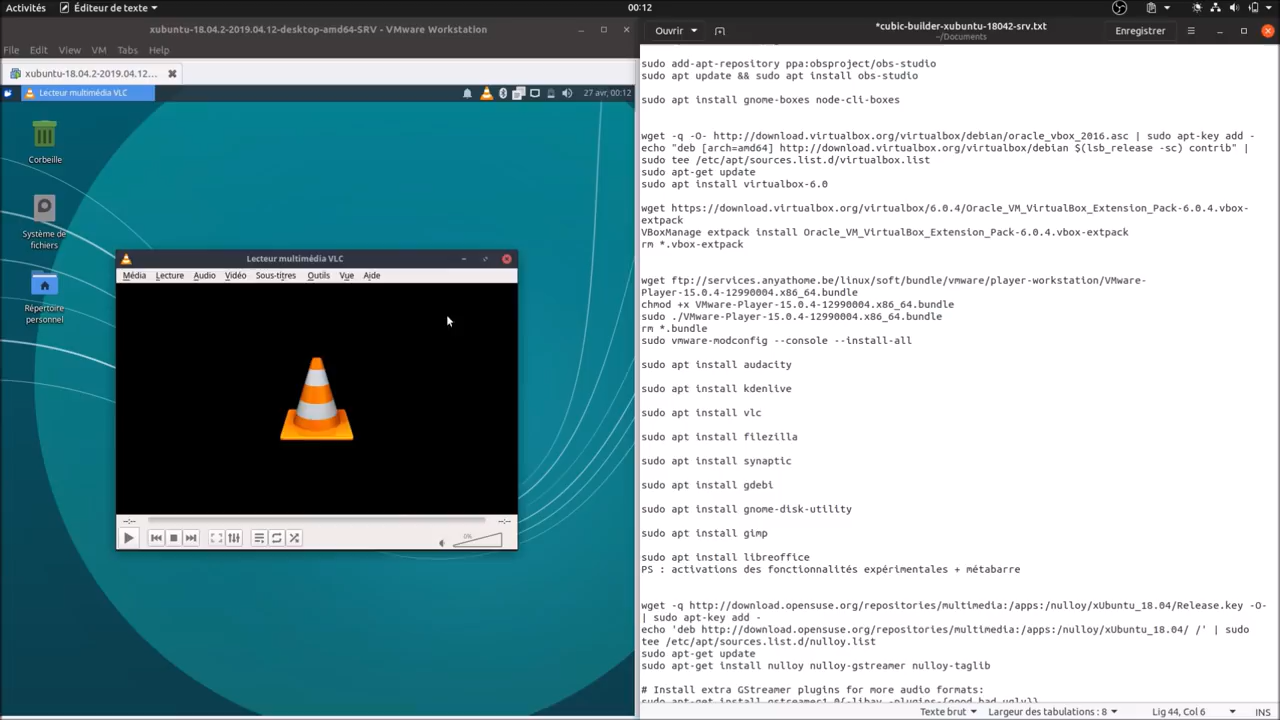 Activités
Éditeur de texte
00:12
xubuntu-18.04.2-2019.04.12-desktop-amd64-SRV - VMware Workstation
File Edit View VM Tabs Help
xubuntu-18.04.2-2019.04.12...
Lecteur multimédia VLC
27 avr, 00:12
Corbeille
Système de
fichiers
Répertoire
personnel
Lecteur multimédia VLC
Média Lecture Audio Vidéo Sous-titres Outils Vue Aide
--:--
--:--
0%
Ouvrir
*cubic-builder-xubuntu-18042-srv.txt
~/Documents
Enregistrer
sudo add-apt-repository ppa:obsproject/obs-studio
sudo apt update && sudo apt install obs-studio
sudo apt install gnome-boxes node-cli-boxes
wget -q -O- http://download.virtualbox.org/virtualbox/debian/oracle_vbox_2016.asc | sudo apt-key add -
echo "deb [arch=amd64] http://download.virtualbox.org/virtualbox/debian $(lsb_release -sc) contrib" |
sudo tee /etc/apt/sources.list.d/virtualbox.list
sudo apt-get update
sudo apt install virtualbox-6.0
wget https://download.virtualbox.org/virtualbox/6.0.4/Oracle_VM_VirtualBox_Extension_Pack-6.0.4.vbox-
extpack
VBoxManage extpack install Oracle_VM_VirtualBox_Extension_Pack-6.0.4.vbox-extpack
rm *.vbox-extpack
wget ftp://services.anyathome.be/linux/soft/bundle/vmware/player-workstation/VMware-
Player-15.0.4-12990004.x86_64.bundle
chmod +x VMware-Player-15.0.4-12990004.x86_64.bundle
sudo ./VMware-Player-15.0.4-12990004.x86_64.bundle
rm *.bundle
sudo vmware-modconfig --console --install-all
sudo apt install audacity
sudo apt install kdenlive
sudo apt install vlc
sudo apt install filezilla
sudo apt install synaptic
sudo apt install gdebi
sudo apt install gnome-disk-utility
sudo apt install gimp
sudo apt install libreoffice
PS : activations des fonctionnalités expérimentales + métabarre
wget -q http://download.opensuse.org/repositories/multimedia:/apps:/nulloy/xUbuntu_18.04/Release.key -O-
| sudo apt-key add -
echo 'deb http://download.opensuse.org/repositories/multimedia:/apps:/nulloy/xUbuntu_18.04/ /' | sudo
tee /etc/apt/sources.list.d/nulloy.list
sudo apt-get update
sudo apt-get install nulloy nulloy-gstreamer nulloy-taglib
# Install extra GStreamer plugins for more audio formats:
sudo apt-get install gstreamer1.0{-libav,-plugins-{good,bad,ugly}}
Texte brut
Largeur des tabulations : 8
Lig 44, Col 6
INS